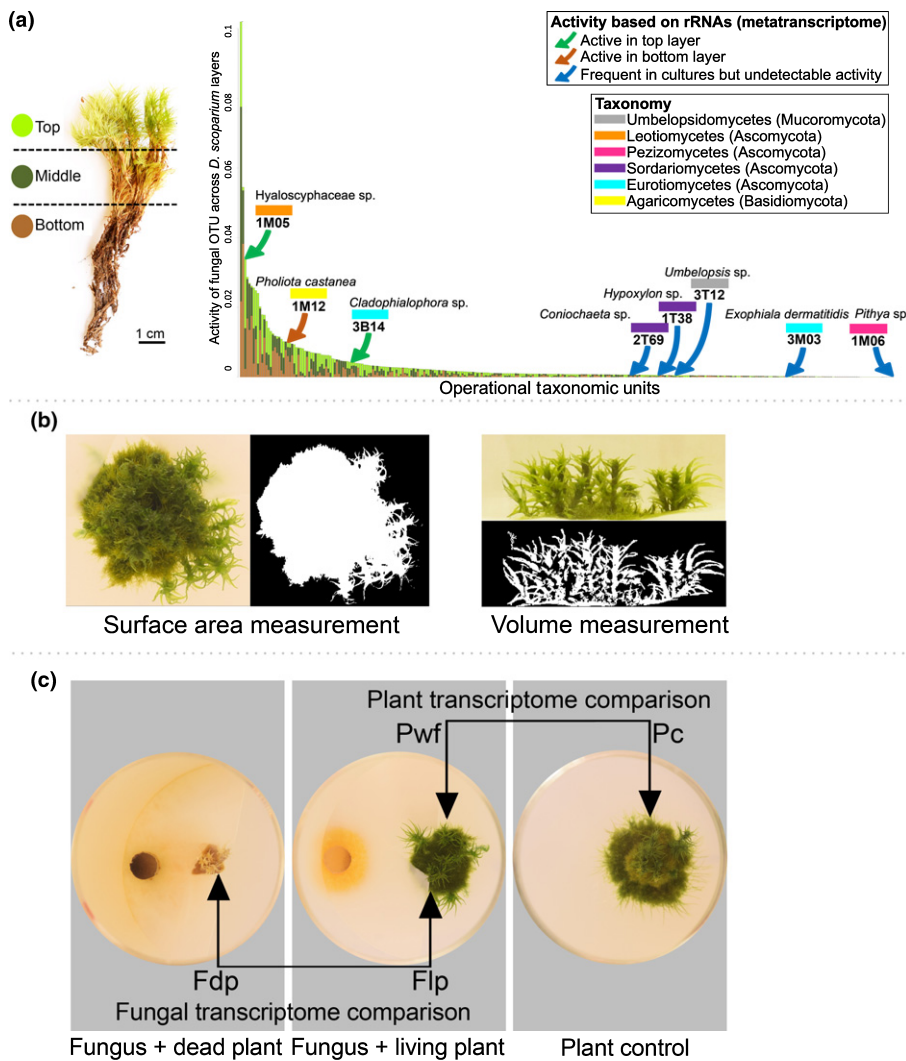 (a)
Top
Middle
Bottom
1 cm
Activity of fungal OTU across D. scoparium layers
0.1
0.08
0.06
0.04
0.02
0
Activity based on rRNAs (metatranscriptome)
Active in top layer
Active in bottom layer
Frequent in cultures but undetectable activity
Taxonomy
Umbelopsidomycetes (Mucoromycota)
Leotiomycetes (Ascomycota)
Pezizomycetes (Ascomycota)
Sordariomycetes (Ascomycota)
Eurotiomycetes (Ascomycota)
Agaricomycetes (Basidiomycota)
Hyaloscyphaceae sp.
1M05
Pholiota castanea
1M12
Cladophialophora sp.
3B14
Coniochaeta sp.
2T69
Hypoxylon sp.
1T38
Umbelopsis sp.
3T12
Exophiala dermatitidis
3M03
Pithya sp
1M06
Operational taxonomic units
(b)
Surface area measurement
Volume measurement
(c)
Plant transcriptome comparison
Pwf
Pc
Fdp
Flp
Fungal transcriptome comparison
Fungus + dead plant
Fungus + living plant
Plant control